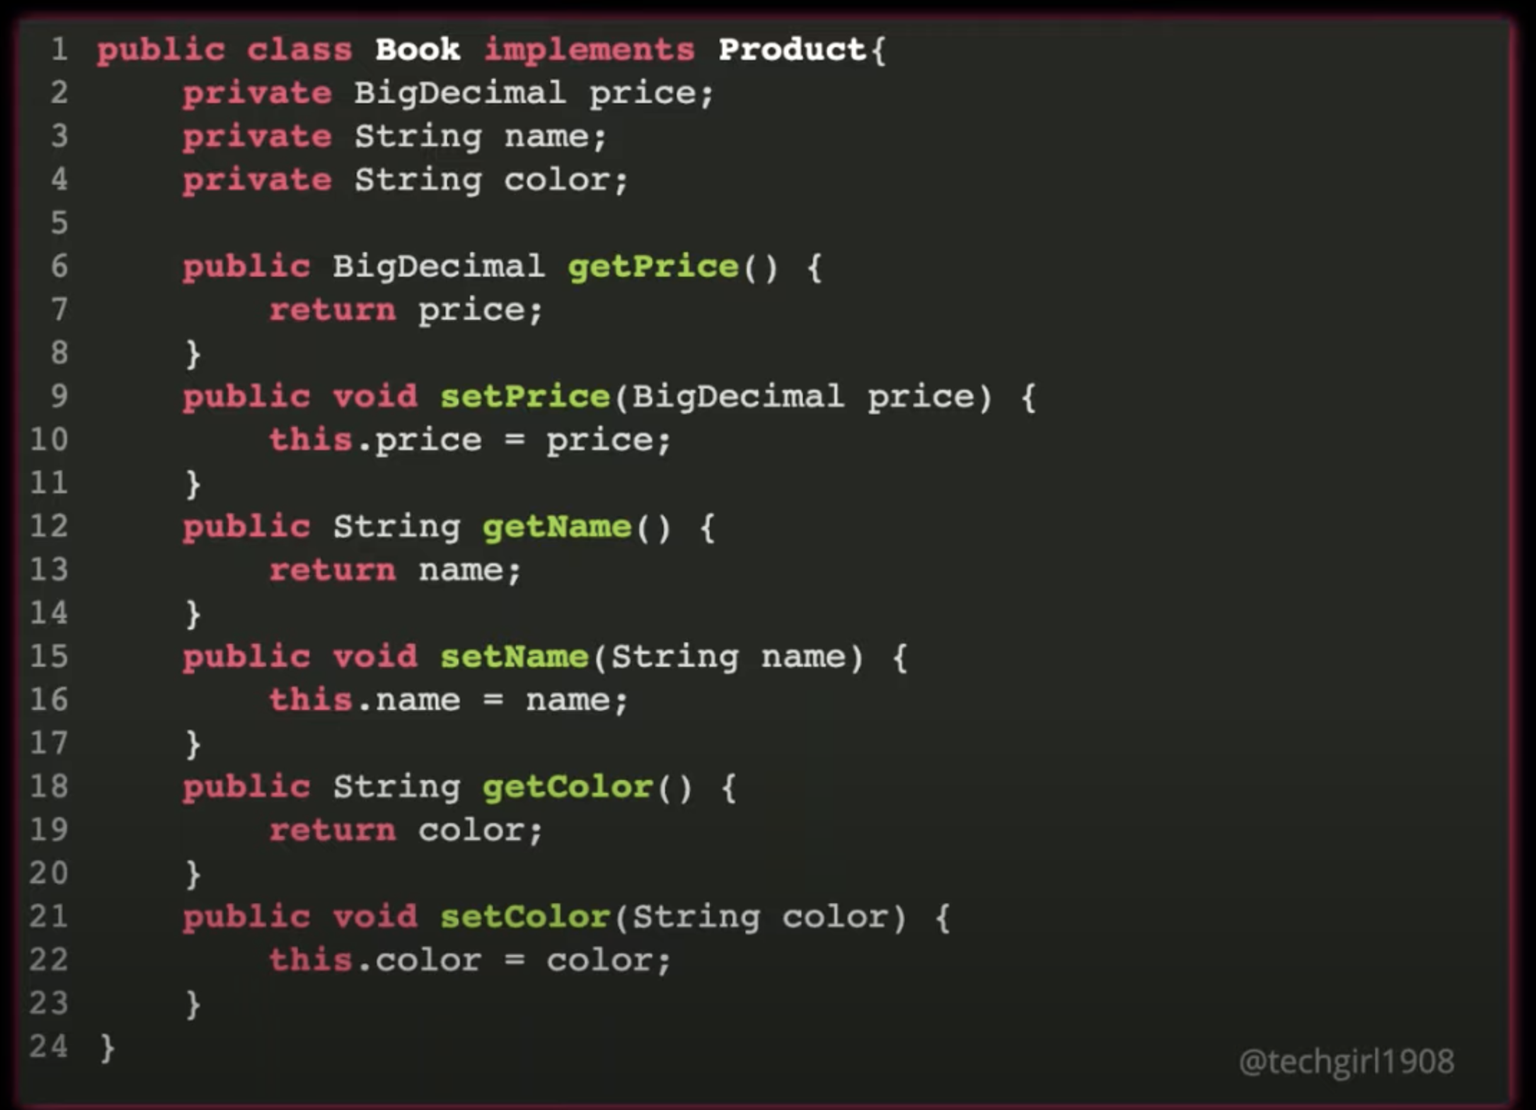 1 public class Book implements Product{
2     private BigDecimal price;
3     private String name;
4     private String color;
5
6     public BigDecimal getPrice() {
7         return price;
8     }
9     public void setPrice(BigDecimal price) {
10         this.price = price;
11     }
12     public String getName() {
13         return name;
14     }
15     public void setName(String name) {
16         this.name = name;
17     }
18     public String getColor() {
19         return color;
20     }
21     public void setColor(String color) {
22         this.color = color;
23     }
24 }
@techgirl1908